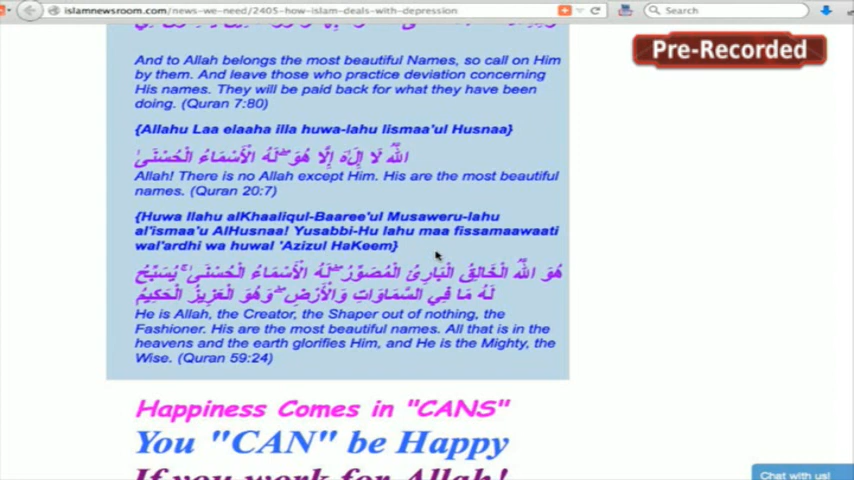 islamnewsroom.com/news-we-need/2405-how-islam-deals-with-depression
Search
Pre-Recorded
And to Allah belongs the most beautiful Names, so call on Him
by them. And leave those who practice deviation concerning
His names. They will be paid back for what they have been
doing. (Quran 7:80)
{Allahu Laa elaaha illa huwa-lahu lismaa'ul Husnaa}
اللَّهُ لَا إِلَٰهَ إِلَّا هُوَ ۖ لَهُ الْأَسْمَاءُ الْحُسْنَىٰ
Allah! There is no Allah except Him. His are the most beautiful
names. (Quran 20:7)
{Huwa llahu alKhaaliqul-Baaree'ul Musaweru-lahu
al'ismaa'u AlHusnaa! Yusabbi-Hu lahu maa fissamaawaati
wal'ardhi wa huwal 'Azizul HaKeem}
هُوَ اللَّهُ الْخَالِقُ الْبَارِئُ الْمُصَوِّرُ ۖ لَهُ الْأَسْمَاءُ الْحُسْنَىٰ ۚ يُسَبِّحُ
لَهُ مَا فِي السَّمَاوَاتِ وَالْأَرْضِ ۖ وَهُوَ الْعَزِيزُ الْحَكِيمُ
He is Allah, the Creator, the Shaper out of nothing, the
Fashioner. His are the most beautiful names. All that is in the
heavens and the earth glorifies Him, and He is the Mighty, the
Wise. (Quran 59:24)
Happiness Comes in "CANS"
You "CAN" be Happy
If you work for Allah!
Chat with us!